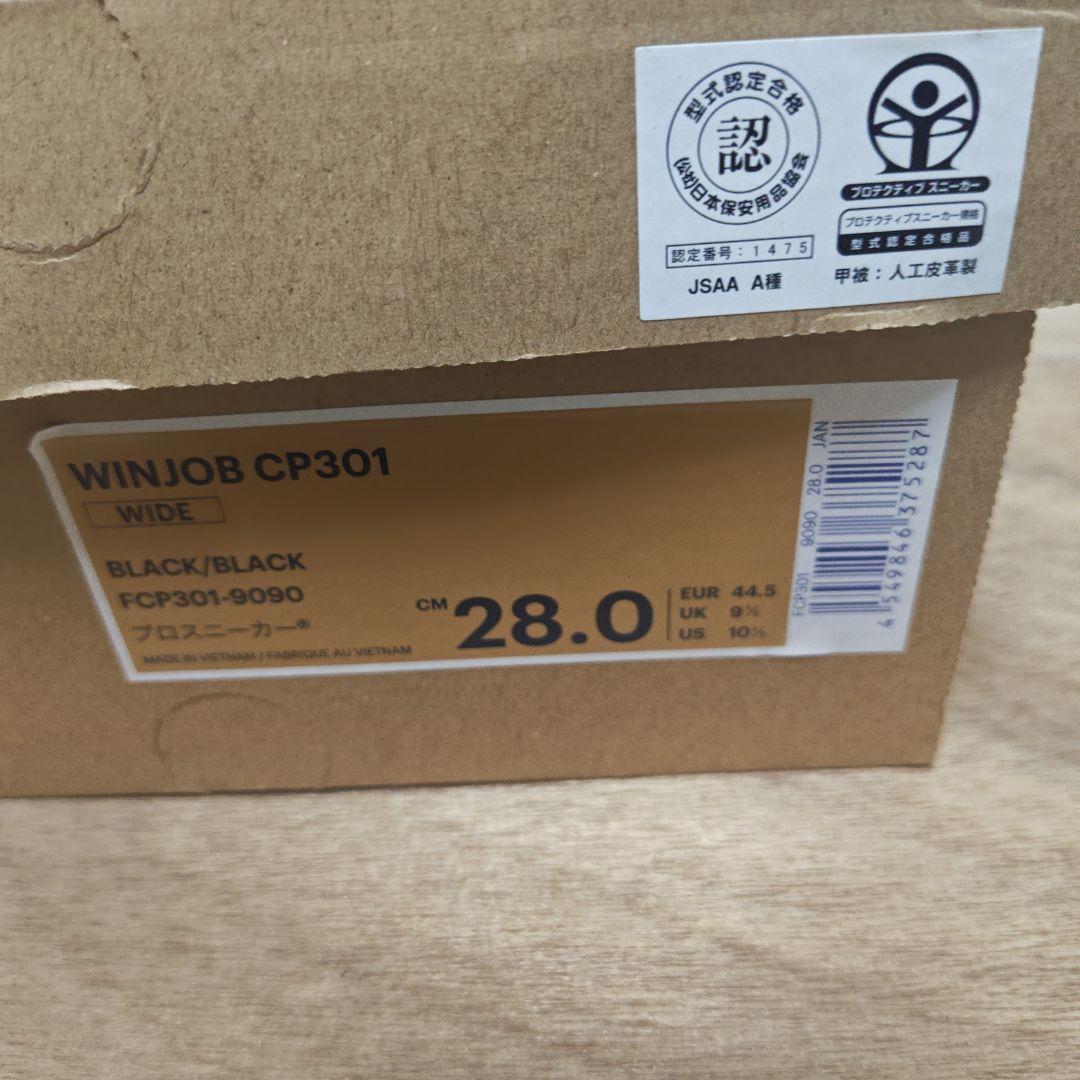 型式認定合格
認
(公社)日本保安用品協会
認定番号:1475
JSAA A種
プロテクティブスニーカー
プロテクティブスニーカー規格
型式認定合格品
甲被:人工皮革製
WINJOB CP301
WIDE
BLACK/BLACK
FCP301-9090
プロスニーカー®
MADE IN VIETNAM / FABRIQUE AU VIETNAM
CM 28.0
EUR 44.5
UK 9½
US 10½
FCP301 9090 28.0 JAN
4549846375287